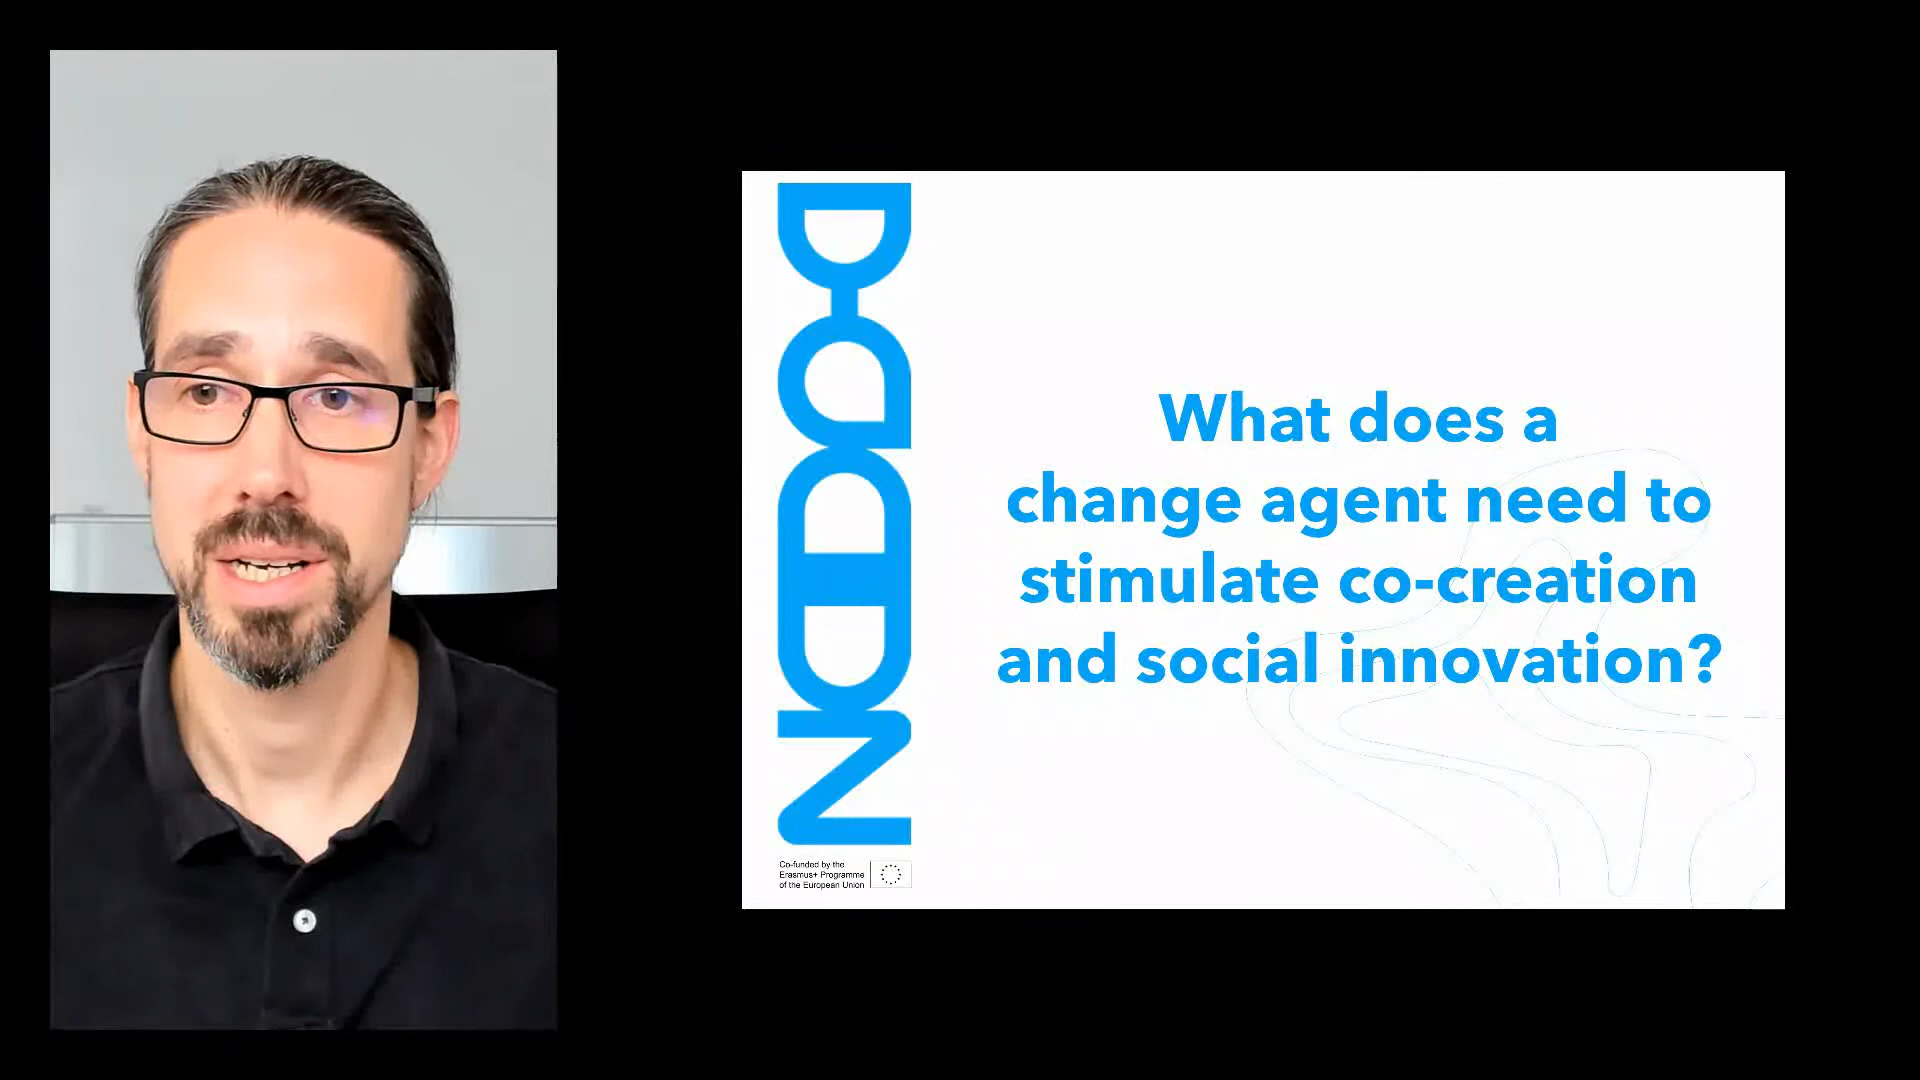 What does a
change agent need to
stimulate co-creation
and social innovation?
Co-funded by the
Erasmus+ Programme
of the European Union